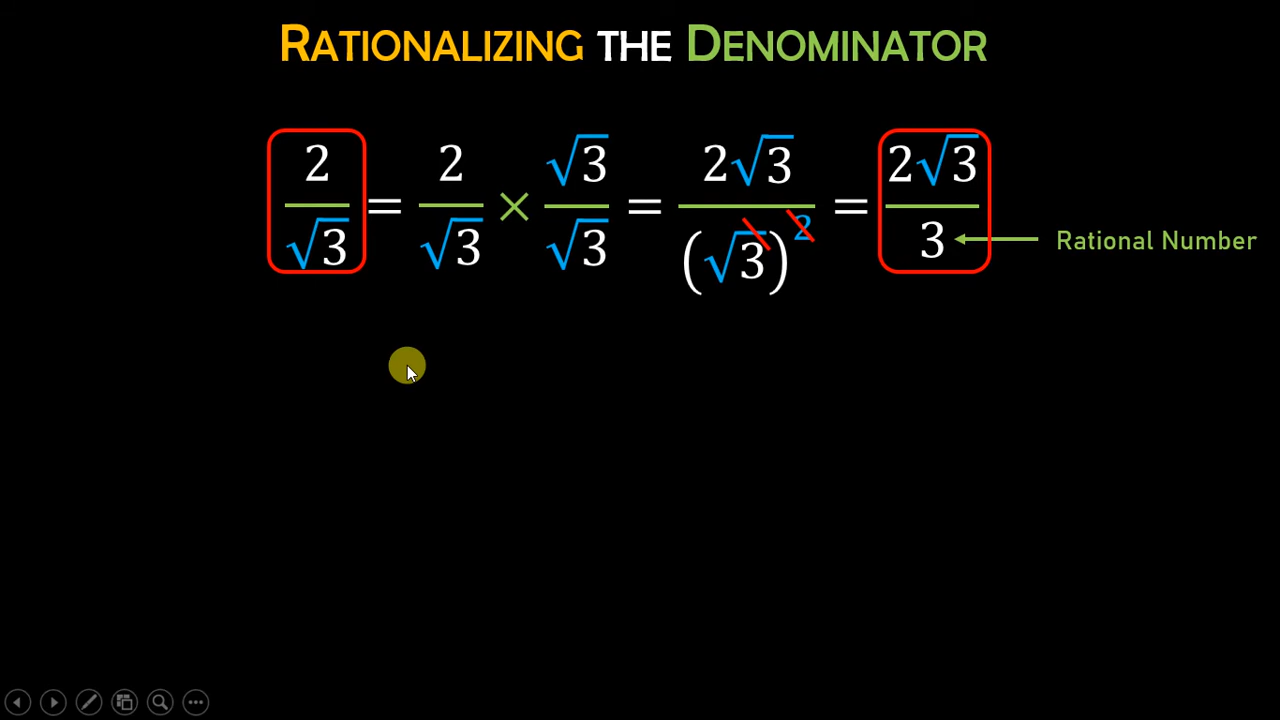 RATIONALIZING THE DENOMINATOR
2/√3 = 2/√3 × √3/√3 = 2√3/(√3)² = 2√3/3
Rational Number